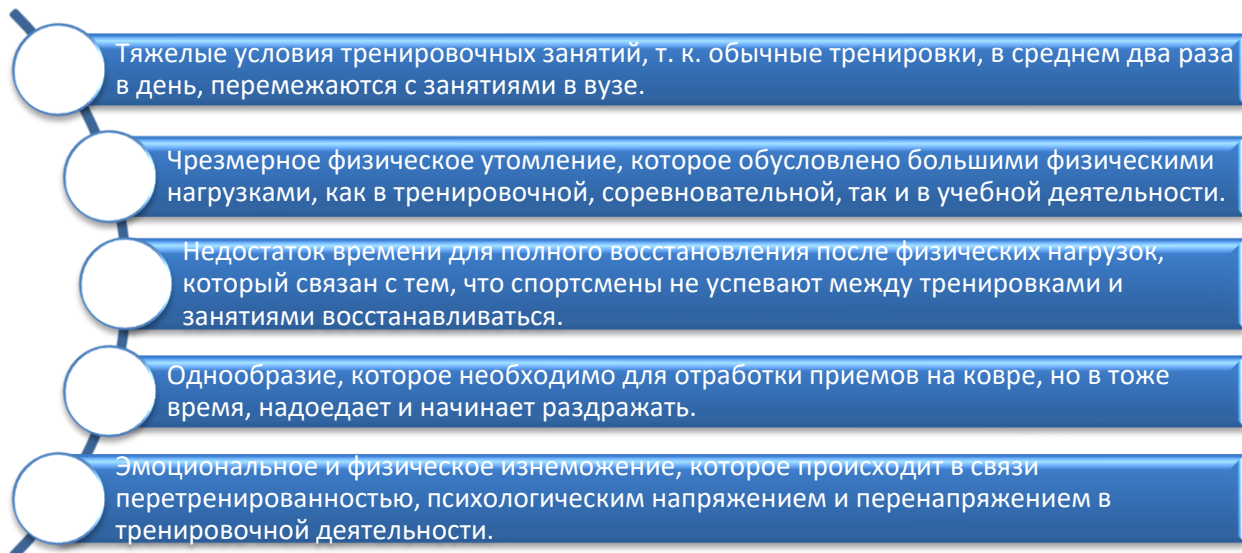 Тяжелые условия тренировочных занятий, т. к. обычные тренировки, в среднем два раза
в день, перемежаются с занятиями в вузе.
Чрезмерное физическое утомление, которое обусловлено большими физическими
нагрузками, как в тренировочной, соревновательной, так и в учебной деятельности.
Недостаток времени для полного восстановления после физических нагрузок,
который связан с тем, что спортсмены не успевают между тренировками и
занятиями восстанавливаться.
Однообразие, которое необходимо для отработки приемов на ковре, но в тоже
время, надоедает и начинает раздражать.
Эмоциональное и физическое изнеможение, которое происходит в связи
перетренированностью, психологическим напряжением и перенапряжением в
тренировочной деятельности.